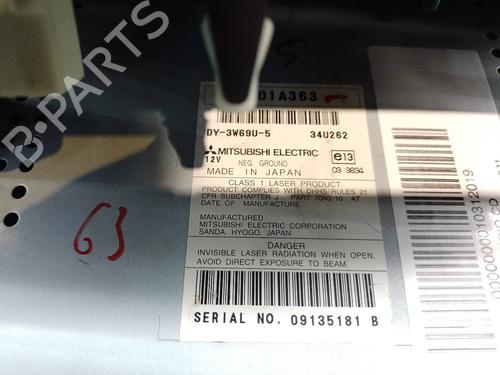 01A363
DY-3W69U-5 34U262
MITSUBISHI ELECTRIC
12V NEG. GROUND
e13
MADE IN JAPAN 03 3834
CLASS 1 LASER PRODUCT
PRODUCT COMPLIES WITH DHHS RULES 21
CFR SUBCHAPTER J, PART 1040.10 AT
DATE OF MANUFACTURE.
MANUFACTURED
MITSUBISHI ELECTRIC CORPORATION
SANDA, HYOGO, JAPAN
DANGER
INVISIBLE LASER RADIATION WHEN OPEN.
AVOID DIRECT EXPOSURE TO BEAM.
SERIAL NO. 09135181 B
63
B-PARTS